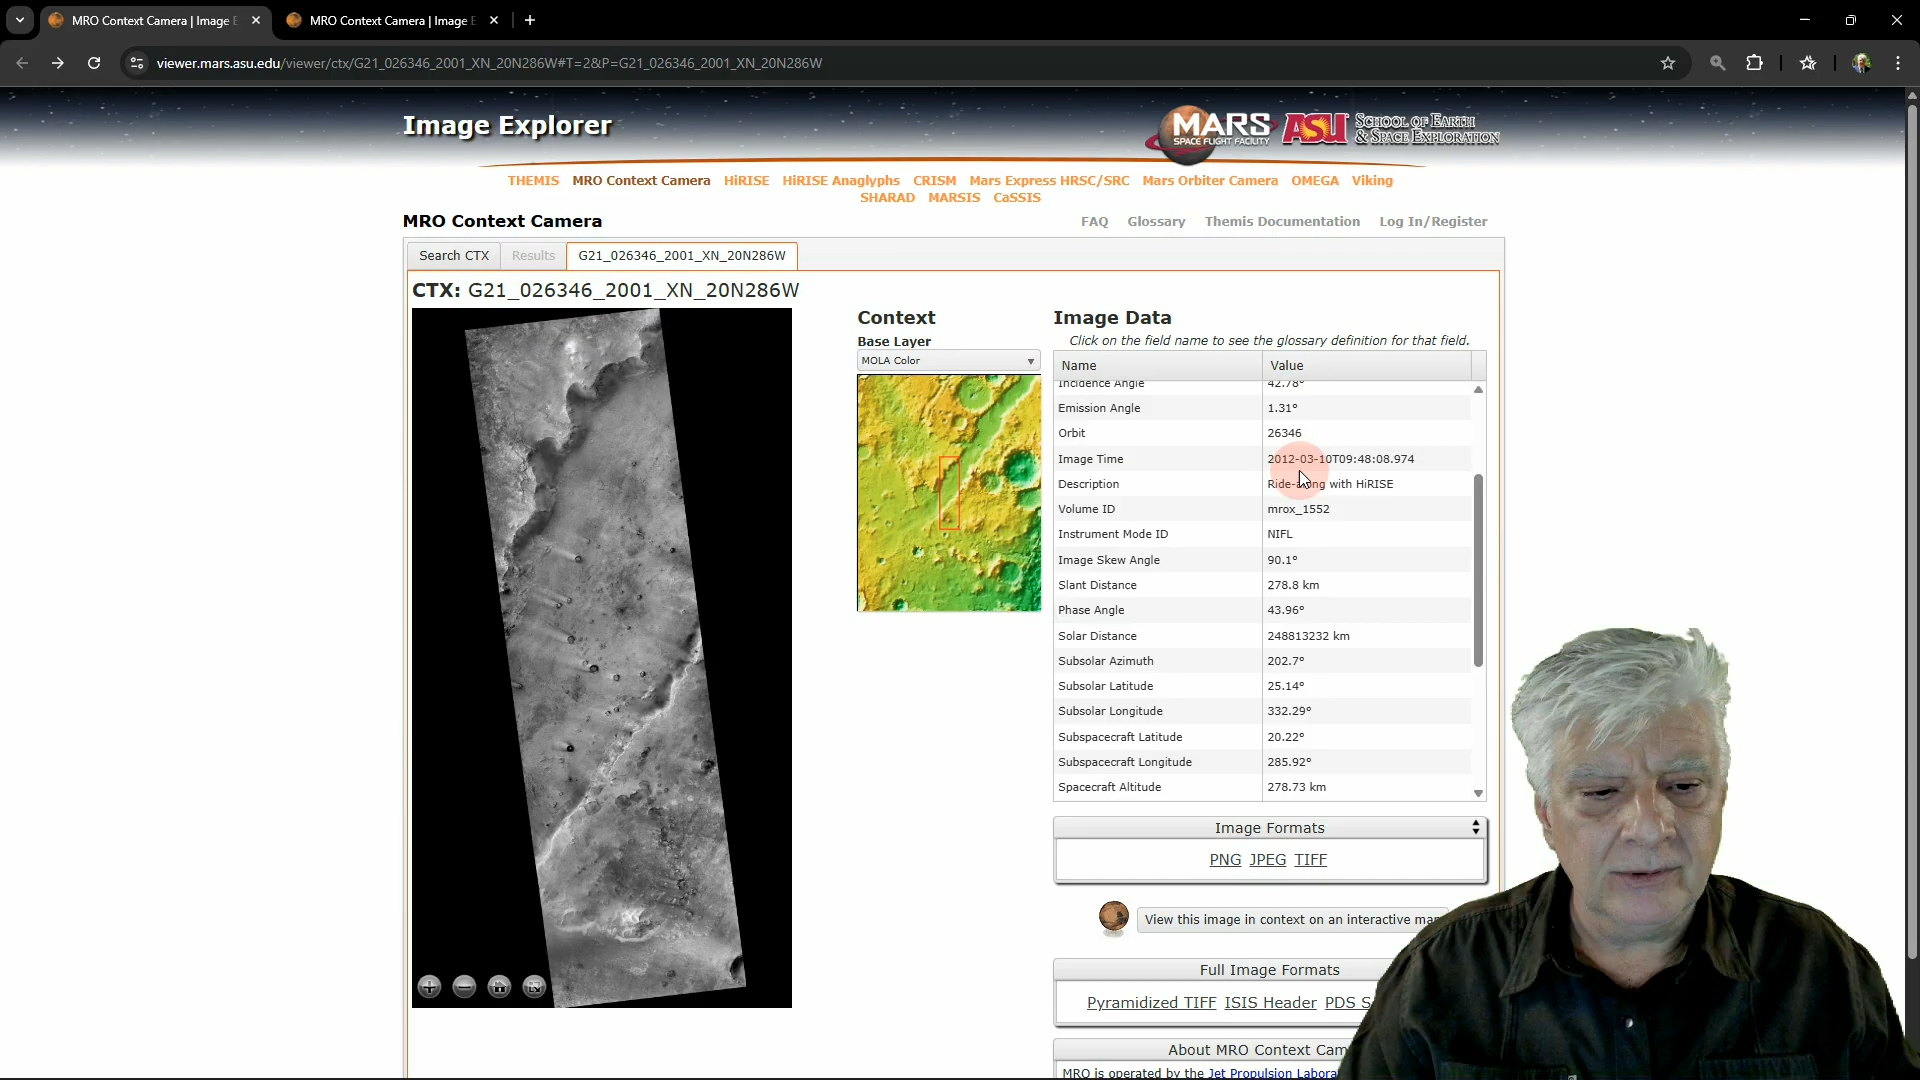 MRO Context Camera | Image E
MRO Context Camera | Image E
viewer.mars.asu.edu/viewer/ctx/G21_026346_2001_XN_20N286W#T=2&P=G21_026346_2001_XN_20N286W
Image Explorer
MARS
SPACE FLIGHT FACILITY
ASU
SCHOOL OF EARTH
& SPACE EXPLORATION
THEMIS MRO Context Camera HiRISE HiRISE Anaglyphs CRISM Mars Express HRSC/SRC Mars Orbiter Camera OMEGA Viking
SHARAD MARSIS CaSSIS
MRO Context Camera
FAQ Glossary Themis Documentation Log In/Register
Search CTX Results G21_026346_2001_XN_20N286W
CTX: G21_026346_2001_XN_20N286W
Context
Base Layer
MOLA Color
Image Data
Click on the field name to see the glossary definition for that field.
Name Value
Incidence Angle 42.78°
Emission Angle 1.31°
Orbit 26346
Image Time 2012-03-10T09:48:08.974
Description Ride-along with HiRISE
Volume ID mrox_1552
Instrument Mode ID NIFL
Image Skew Angle 90.1°
Slant Distance 278.8 km
Phase Angle 43.96°
Solar Distance 248813232 km
Subsolar Azimuth 202.7°
Subsolar Latitude 25.14°
Subsolar Longitude 332.29°
Subspacecraft Latitude 20.22°
Subspacecraft Longitude 285.92°
Spacecraft Altitude 278.73 km
Image Formats
PNG JPEG TIFF
View this image in context on an interactive map
Full Image Formats
Pyramidized TIFF ISIS Header PDS S
About MRO Context Cam
MRO is operated by the Jet Propulsion Labora